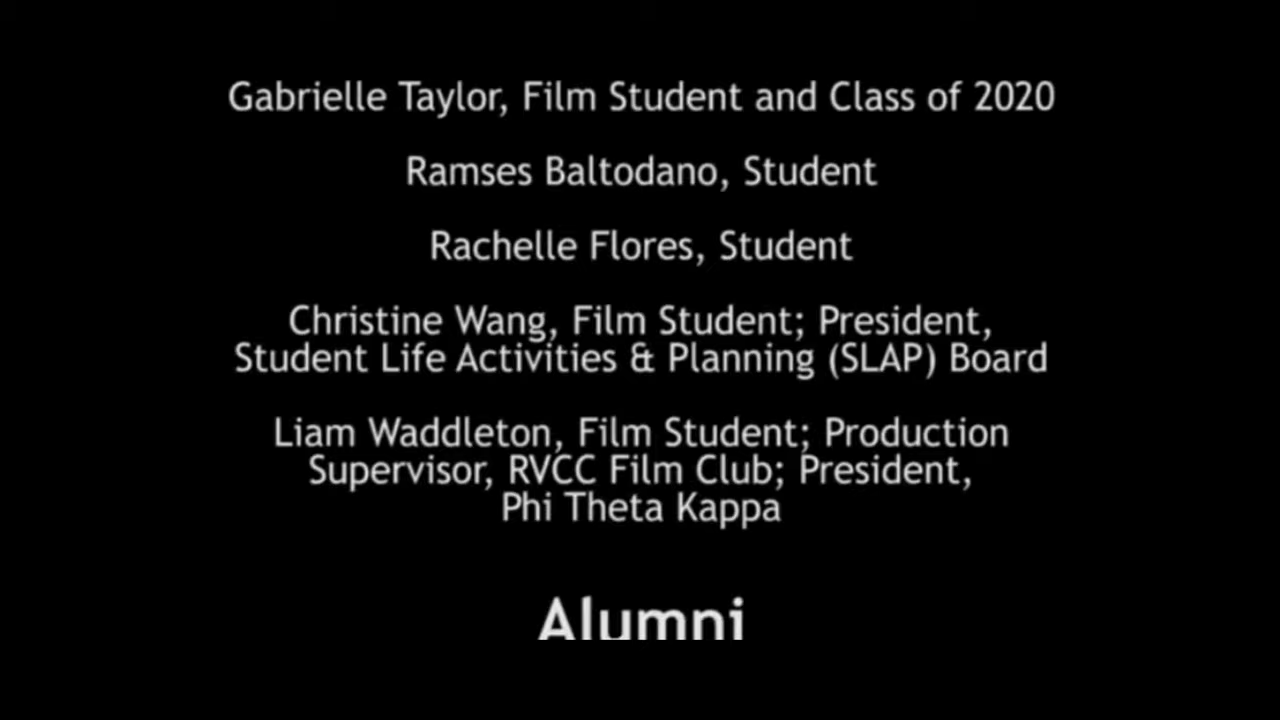 Gabrielle Taylor, Film Student and Class of 2020
Ramses Baltodano, Student
Rachelle Flores, Student
Christine Wang, Film Student; President,
Student Life Activities & Planning (SLAP) Board
Liam Waddleton, Film Student; Production
Supervisor, RVCC Film Club; President,
Phi Theta Kappa
Alumni